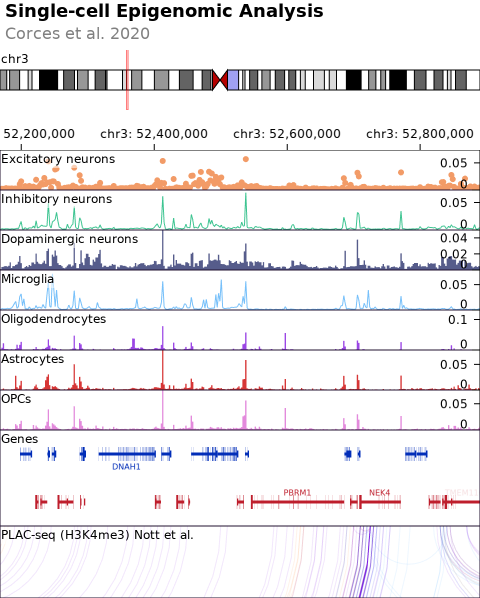 Single-cell Epigenomic Analysis
Corces et al. 2020
chr3
52,200,000 chr3: 52,400,000 chr3: 52,600,000 chr3: 52,800,000
Excitatory neurons 0.05
0
Inhibitory neurons 0.05
0
Dopaminergic neurons 0.04
0.02
0
Microglia 0.05
0
Oligodendrocytes 0.1
0
Astrocytes 0.05
0
OPCs 0.05
0
Genes
DNAH1
PBRM1 NEK4
PLAC-seq (H3K4me3) Nott et al.